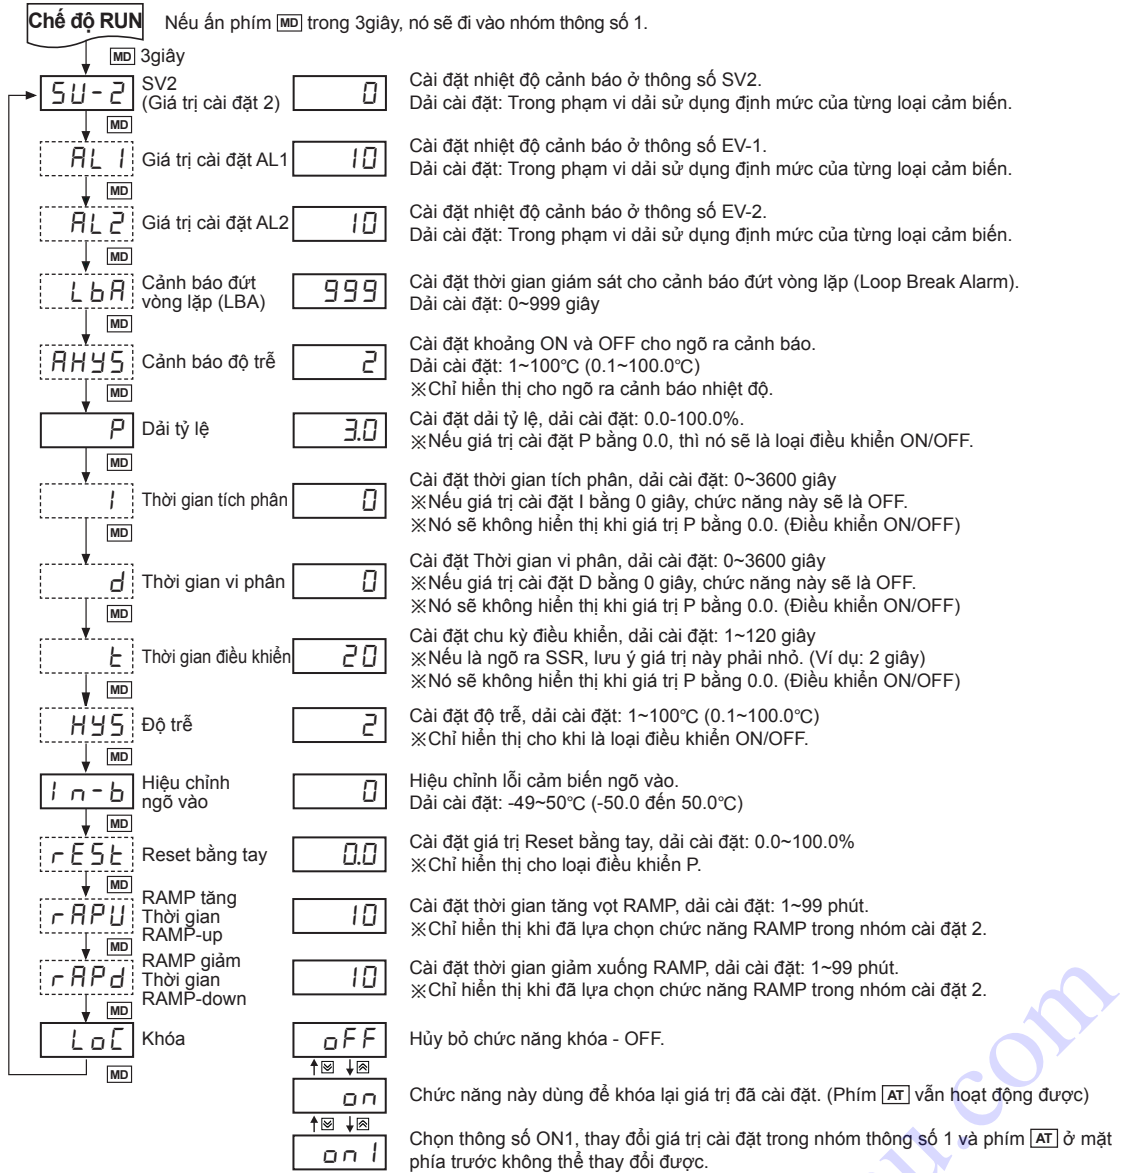 Chế độ RUN Nếu ấn phím MD trong 3giây, nó sẽ đi vào nhóm thông số 1.
MD 3giây
SU-2 SV2 (Giá trị cài đặt 2) 0
Cài đặt nhiệt độ cảnh báo ở thông số SV2.
Dải cài đặt: Trong phạm vi dải sử dụng định mức của từng loại cảm biến.
MD
AL1 Giá trị cài đặt AL1 10
Cài đặt nhiệt độ cảnh báo ở thông số EV-1.
Dải cài đặt: Trong phạm vi dải sử dụng định mức của từng loại cảm biến.
MD
AL2 Giá trị cài đặt AL2 10
Cài đặt nhiệt độ cảnh báo ở thông số EV-2.
Dải cài đặt: Trong phạm vi dải sử dụng định mức của từng loại cảm biến.
MD
LbA Cảnh báo đứt
vòng lặp (LBA) 999
Cài đặt thời gian giám sát cho cảnh báo đứt vòng lặp (Loop Break Alarm).
Dải cài đặt: 0~999 giây
MD
AHYS Cảnh báo độ trễ 2
Cài đặt khoảng ON và OFF cho ngõ ra cảnh báo.
Dải cài đặt: 1~100℃ (0.1~100.0℃)
※Chỉ hiển thị cho ngõ ra cảnh báo nhiệt độ.
MD
P Dải tỷ lệ 3.0
Cài đặt dải tỷ lệ, dải cài đặt: 0.0-100.0%.
※Nếu giá trị cài đặt P bằng 0.0, thì nó sẽ là loại điều khiển ON/OFF.
MD
I Thời gian tích phân 0
Cài đặt thời gian tích phân, dải cài đặt: 0~3600 giây
※Nếu giá trị cài đặt I bằng 0 giây, chức năng này sẽ là OFF.
※Nó sẽ không hiển thị khi giá trị P bằng 0.0. (Điều khiển ON/OFF)
MD
d Thời gian vi phân 0
Cài đặt Thời gian vi phân, dải cài đặt: 0~3600 giây
※Nếu giá trị cài đặt D bằng 0 giây, chức năng này sẽ là OFF.
※Nó sẽ không hiển thị khi giá trị P bằng 0.0. (Điều khiển ON/OFF)
MD
t Thời gian điều khiển 20
Cài đặt chu kỳ điều khiển, dải cài đặt: 1~120 giây
※Nếu là ngõ ra SSR, lưu ý giá trị này phải nhỏ. (Ví dụ: 2 giây)
※Nó sẽ không hiển thị khi giá trị P bằng 0.0. (Điều khiển ON/OFF)
MD
HYS Độ trễ 2
Cài đặt độ trễ, dải cài đặt: 1~100℃ (0.1~100.0℃)
※Chỉ hiển thị cho khi là loại điều khiển ON/OFF.
MD
In-b Hiệu chỉnh
ngõ vào 0
Hiệu chỉnh lỗi cảm biến ngõ vào.
Dải cài đặt: -49~50℃ (-50.0 đến 50.0℃)
MD
rESt Reset bằng tay 0.0
Cài đặt giá trị Reset bằng tay, dải cài đặt: 0.0~100.0%
※Chỉ hiển thị cho loại điều khiển P.
MD
rAPU RAMP tăng
Thời gian
RAMP-up 10
Cài đặt thời gian tăng vọt RAMP, dải cài đặt: 1~99 phút.
※Chỉ hiển thị khi đã lựa chọn chức năng RAMP trong nhóm cài đặt 2.
MD
rAPd RAMP giảm
Thời gian
RAMP-down 10
Cài đặt thời gian giảm xuống RAMP, dải cài đặt: 1~99 phút.
※Chỉ hiển thị khi đã lựa chọn chức năng RAMP trong nhóm cài đặt 2.
MD
LoC Khóa oFF Hủy bỏ chức năng khóa - OFF.
MD
on Chức năng này dùng để khóa lại giá trị đã cài đặt. (Phím AT vẫn hoạt động được)
on1 Chọn thông số ON1, thay đổi giá trị cài đặt trong nhóm thông số 1 và phím AT ở mặt
phía trước không thể thay đổi được.